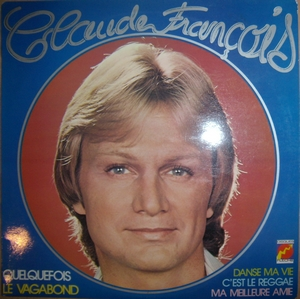 Claude François
QUELQUEFOIS
LE VAGABOND
DANSE MA VIE
C'EST LE REGGAE
MA MEILLEURE AMIE